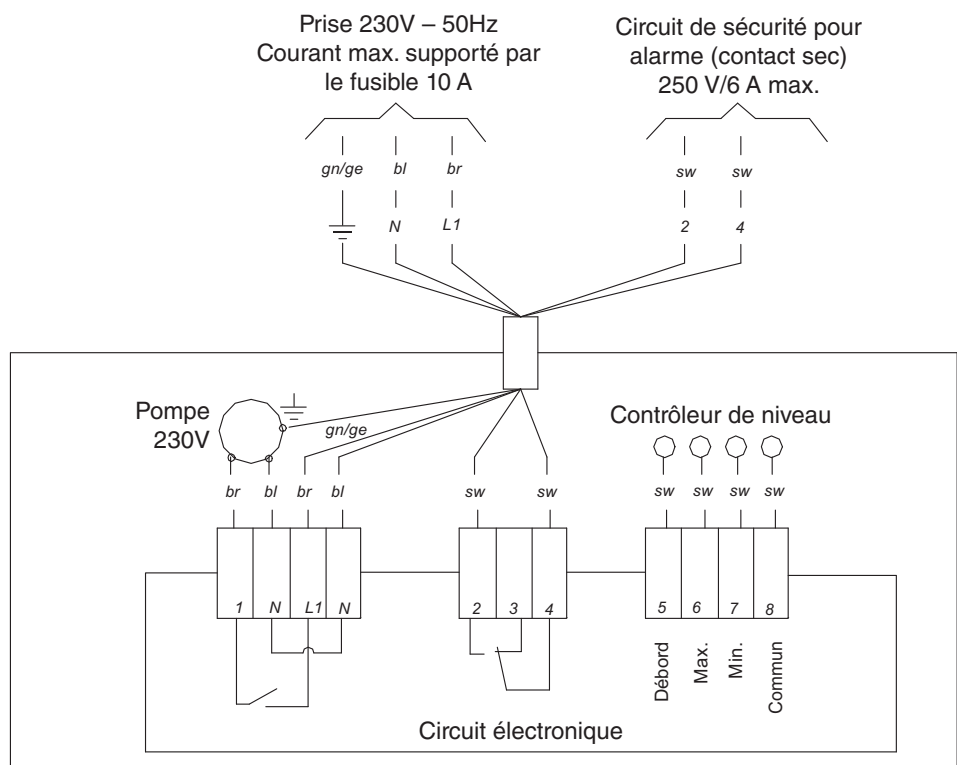 Prise 230V – 50Hz
Courant max. supporté par
le fusible 10 A
Circuit de sécurité pour
alarme (contact sec)
250 V/6 A max.
gn/ge bl br
sw sw
N L1
2 4
Pompe
230V
gn/ge
Contrôleur de niveau
br bl br bl
sw sw
sw sw sw sw
1 N L1 N
2 3 4
5 6 7 8
Débord
Max.
Min.
Commun
Circuit électronique